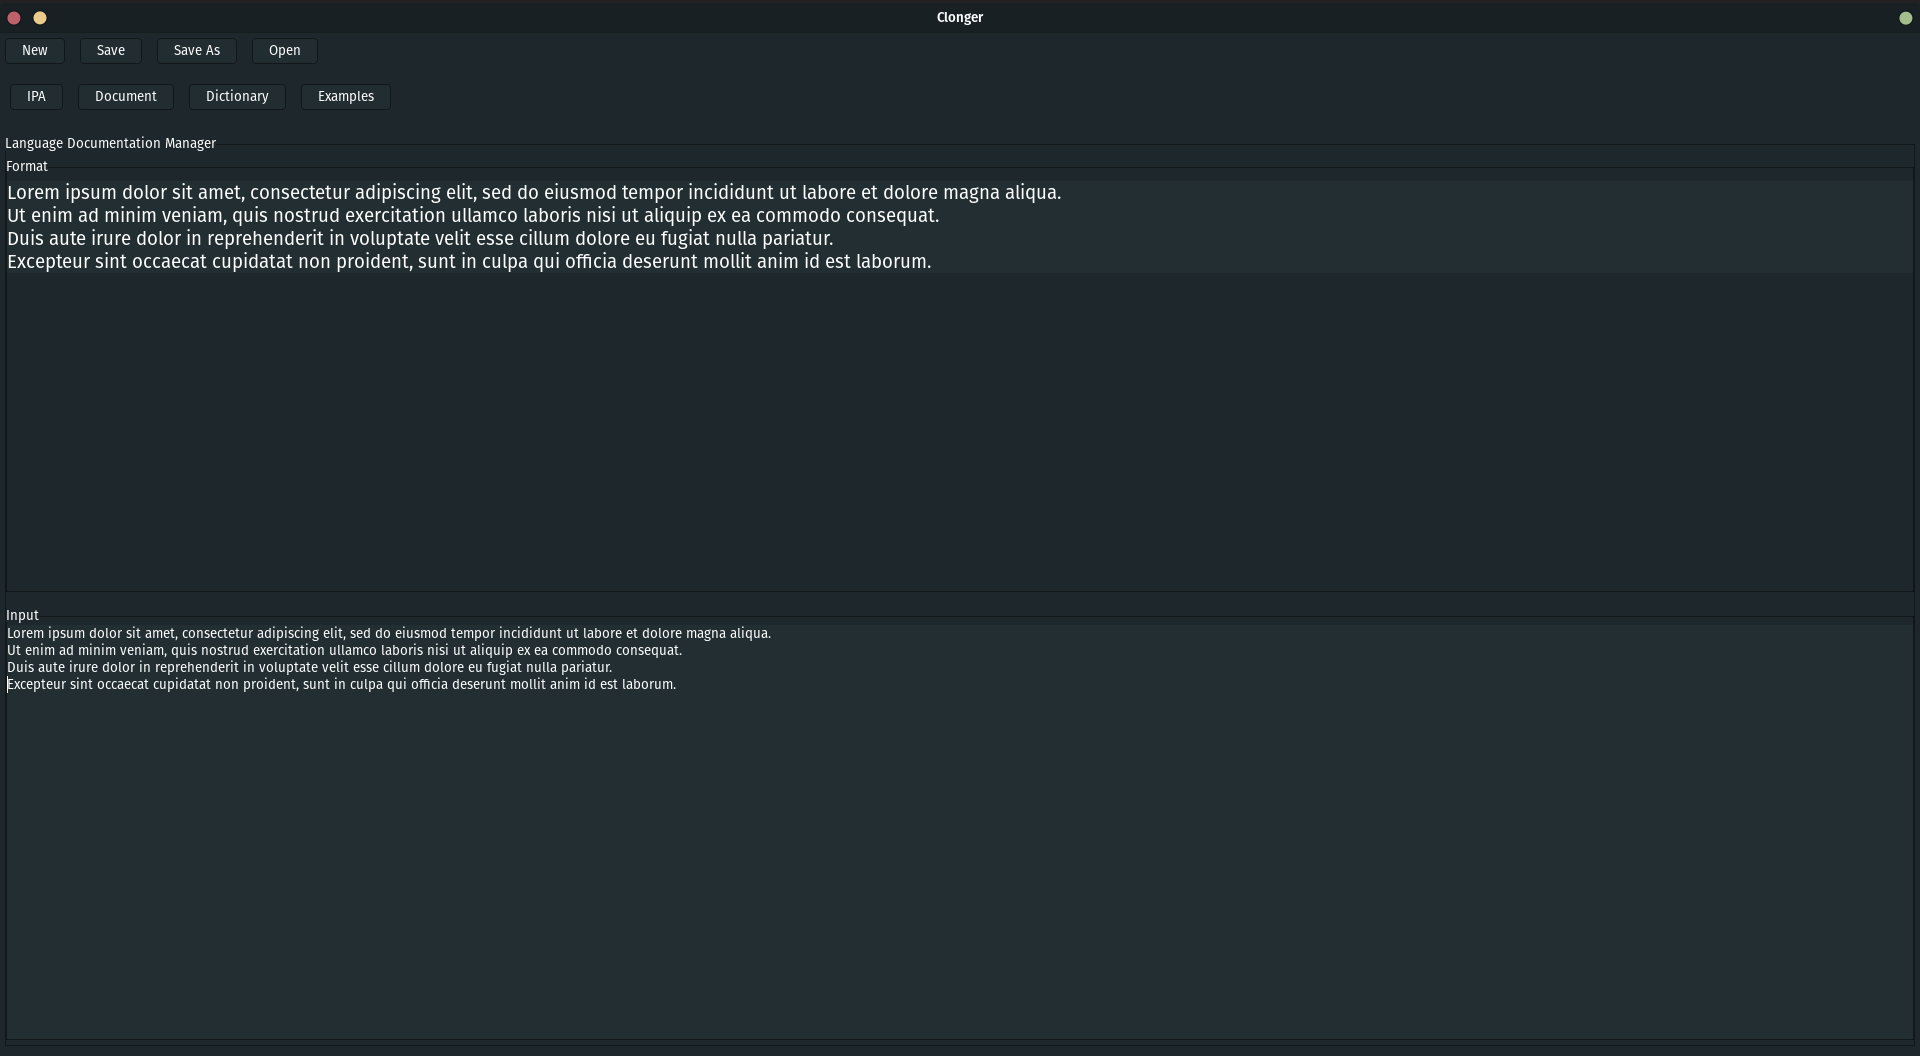 Clonger
New Save Save As Open
IPA Document Dictionary Examples
Language Documentation Manager
Format
Lorem ipsum dolor sit amet, consectetur adipiscing elit, sed do eiusmod tempor incididunt ut labore et dolore magna aliqua.
Ut enim ad minim veniam, quis nostrud exercitation ullamco laboris nisi ut aliquip ex ea commodo consequat.
Duis aute irure dolor in reprehenderit in voluptate velit esse cillum dolore eu fugiat nulla pariatur.
Excepteur sint occaecat cupidatat non proident, sunt in culpa qui officia deserunt mollit anim id est laborum.
Input
Lorem ipsum dolor sit amet, consectetur adipiscing elit, sed do eiusmod tempor incididunt ut labore et dolore magna aliqua.
Ut enim ad minim veniam, quis nostrud exercitation ullamco laboris nisi ut aliquip ex ea commodo consequat.
Duis aute irure dolor in reprehenderit in voluptate velit esse cillum dolore eu fugiat nulla pariatur.
Excepteur sint occaecat cupidatat non proident, sunt in culpa qui officia deserunt mollit anim id est laborum.